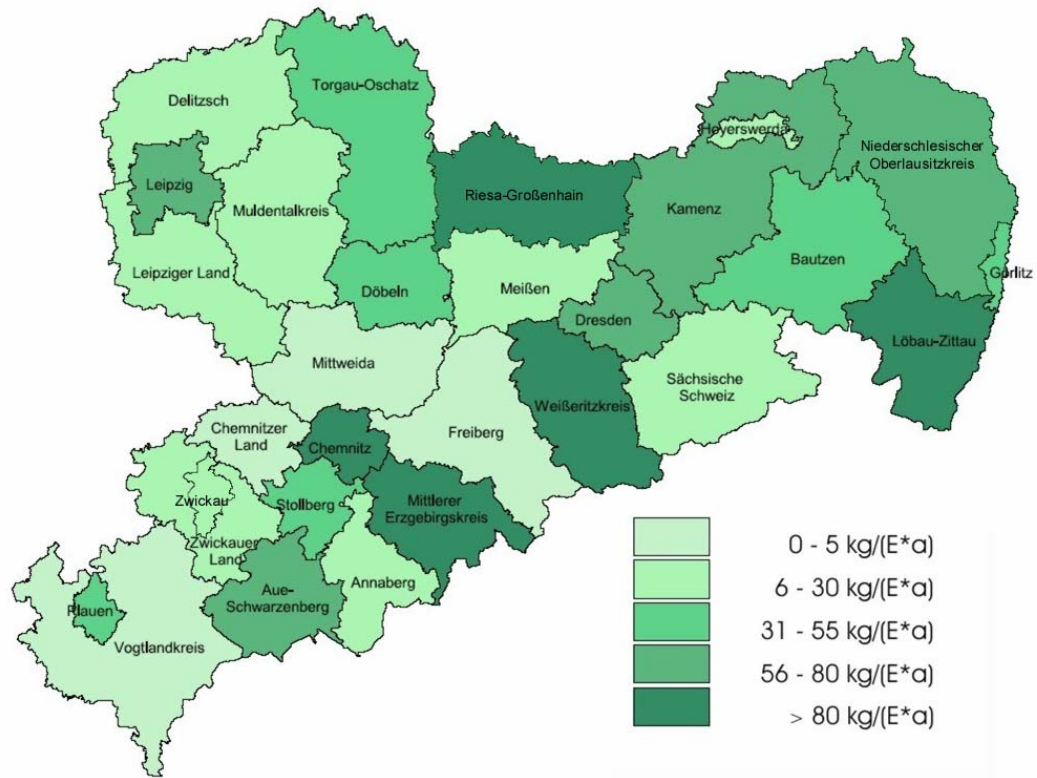 Torgau-Oschatz
Delitzsch
Hoyerswerda
Niederschlesischer
Oberlausitzkreis
Leipzig
Riesa-Großenhain
Muldentalkreis
Kamenz
Bautzen
Görlitz
Leipziger Land
Döbeln
Meißen
Dresden
Löbau-Zittau
Mittweida
Sächsische
Schweiz
Weißeritzkreis
Chemnitzer
Land
Freiberg
Chemnitz
Zwickau
Stollberg
Mittlerer
Erzgebirgskreis
Zwickauer
Land
Annaberg
Aue-
Schwarzenberg
Plauen
Vogtlandkreis
0 - 5 kg/(E*a)
6 - 30 kg/(E*a)
31 - 55 kg/(E*a)
56 - 80 kg/(E*a)
> 80 kg/(E*a)